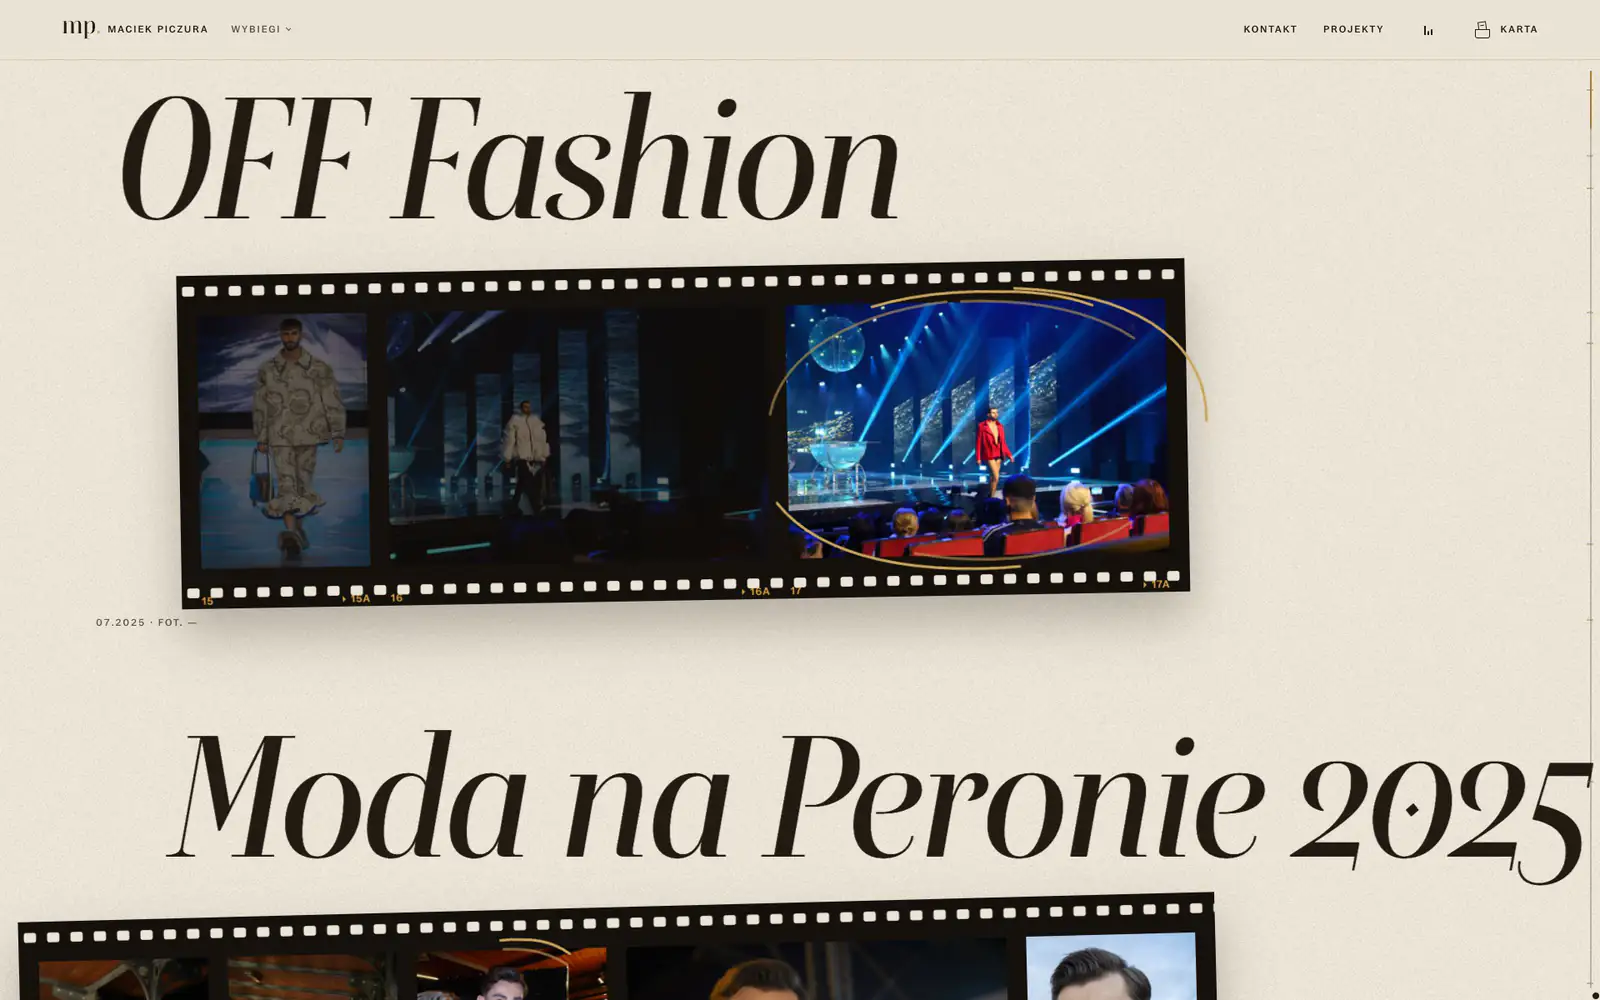 mp. MACIEK PICZURA WYBIEGI KONTAKT PROJEKTY KARTA
OFF Fashion
15 15A 16 16A 17 17A
07.2025 · FOT. —
Moda na Peronie 2025